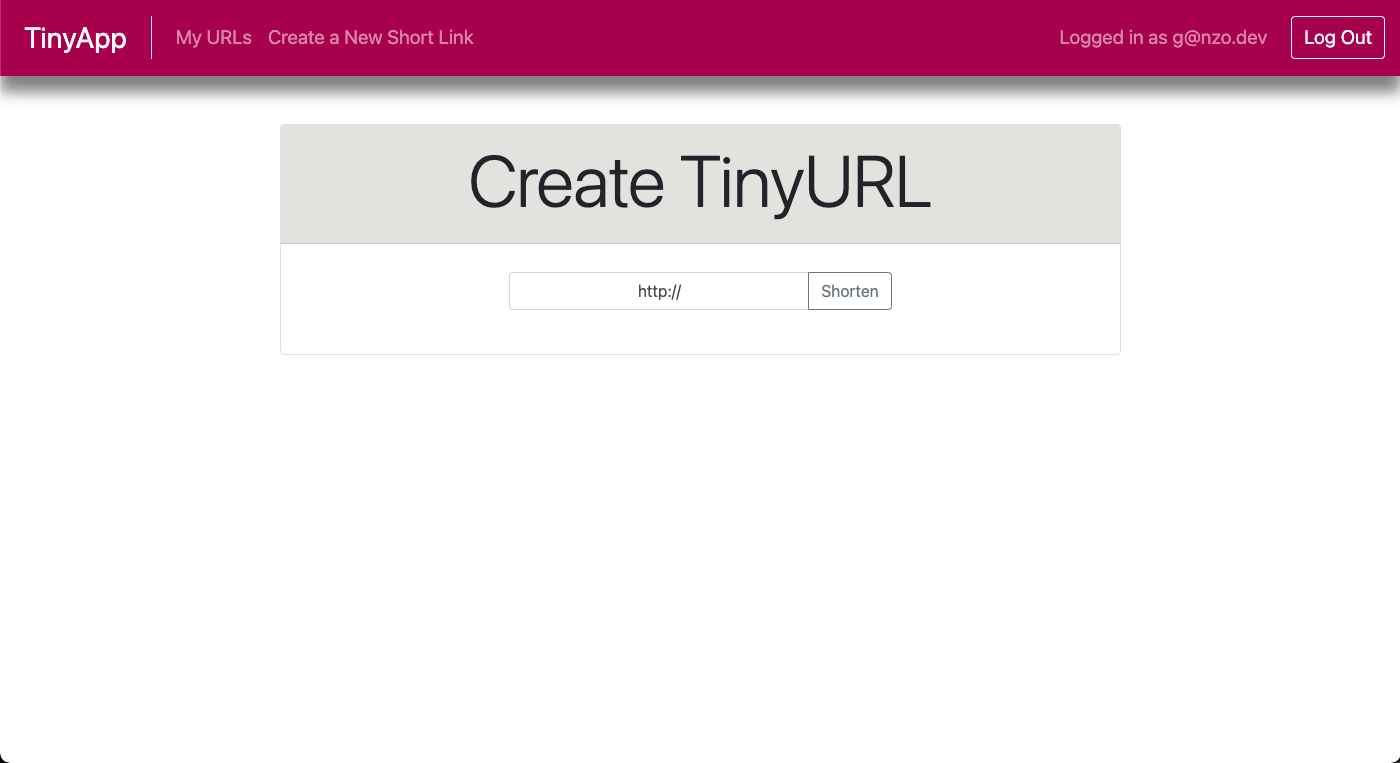 TinyApp
My URLs
Create a New Short Link
Logged in as g@nzo.dev
Log Out
Create TinyURL
http://
Shorten